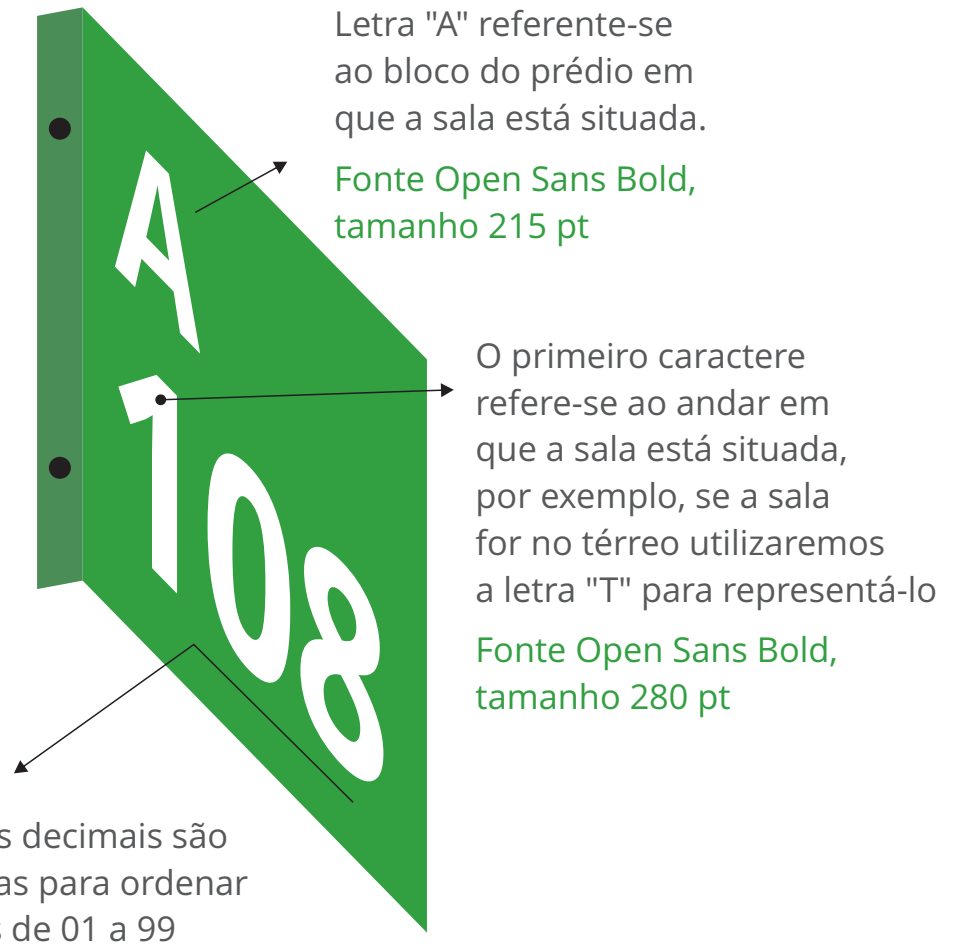 Letra "A" referente-se
ao bloco do prédio em
que a sala está situada.
Fonte Open Sans Bold,
tamanho 215 pt
A
108
O primeiro caractere
refere-se ao andar em
que a sala está situada,
por exemplo, se a sala
for no térreo utilizaremos
a letra "T" para representá-lo
Fonte Open Sans Bold,
tamanho 280 pt
decimais são
para ordenar
de 01 a 99